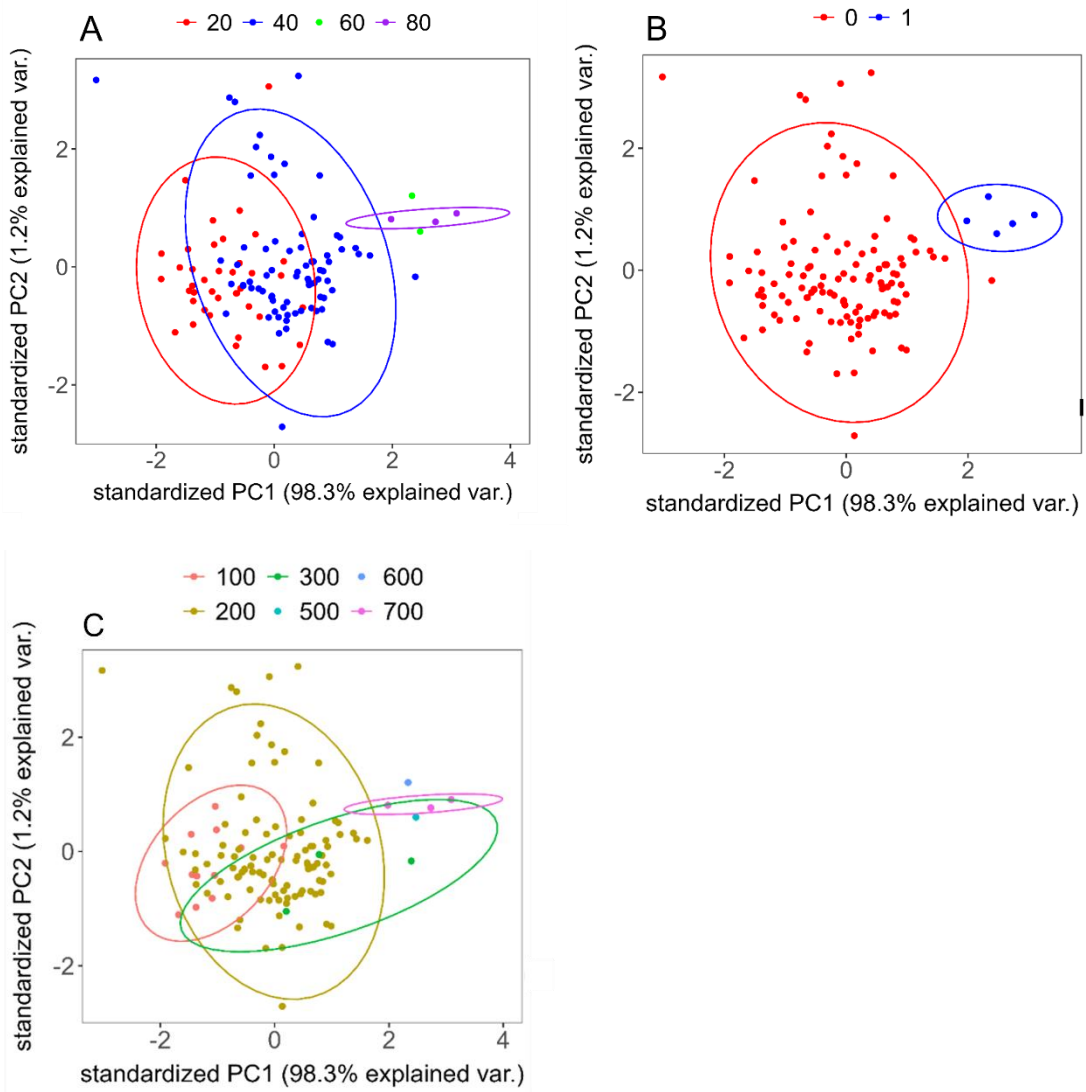 A
20 40 60 80
2
0
-2
-2 0 2 4
standardized PC2 (1.2% explained var.)
standardized PC1 (98.3% explained var.)
B
0 1
2
0
-2
-2 0 2
standardized PC2 (1.2% explained var.)
standardized PC1 (98.3% explained var.)
C
100 300 600
200 500 700
2
0
-2
-2 0 2 4
standardized PC2 (1.2% explained var.)
standardized PC1 (98.3% explained var.)